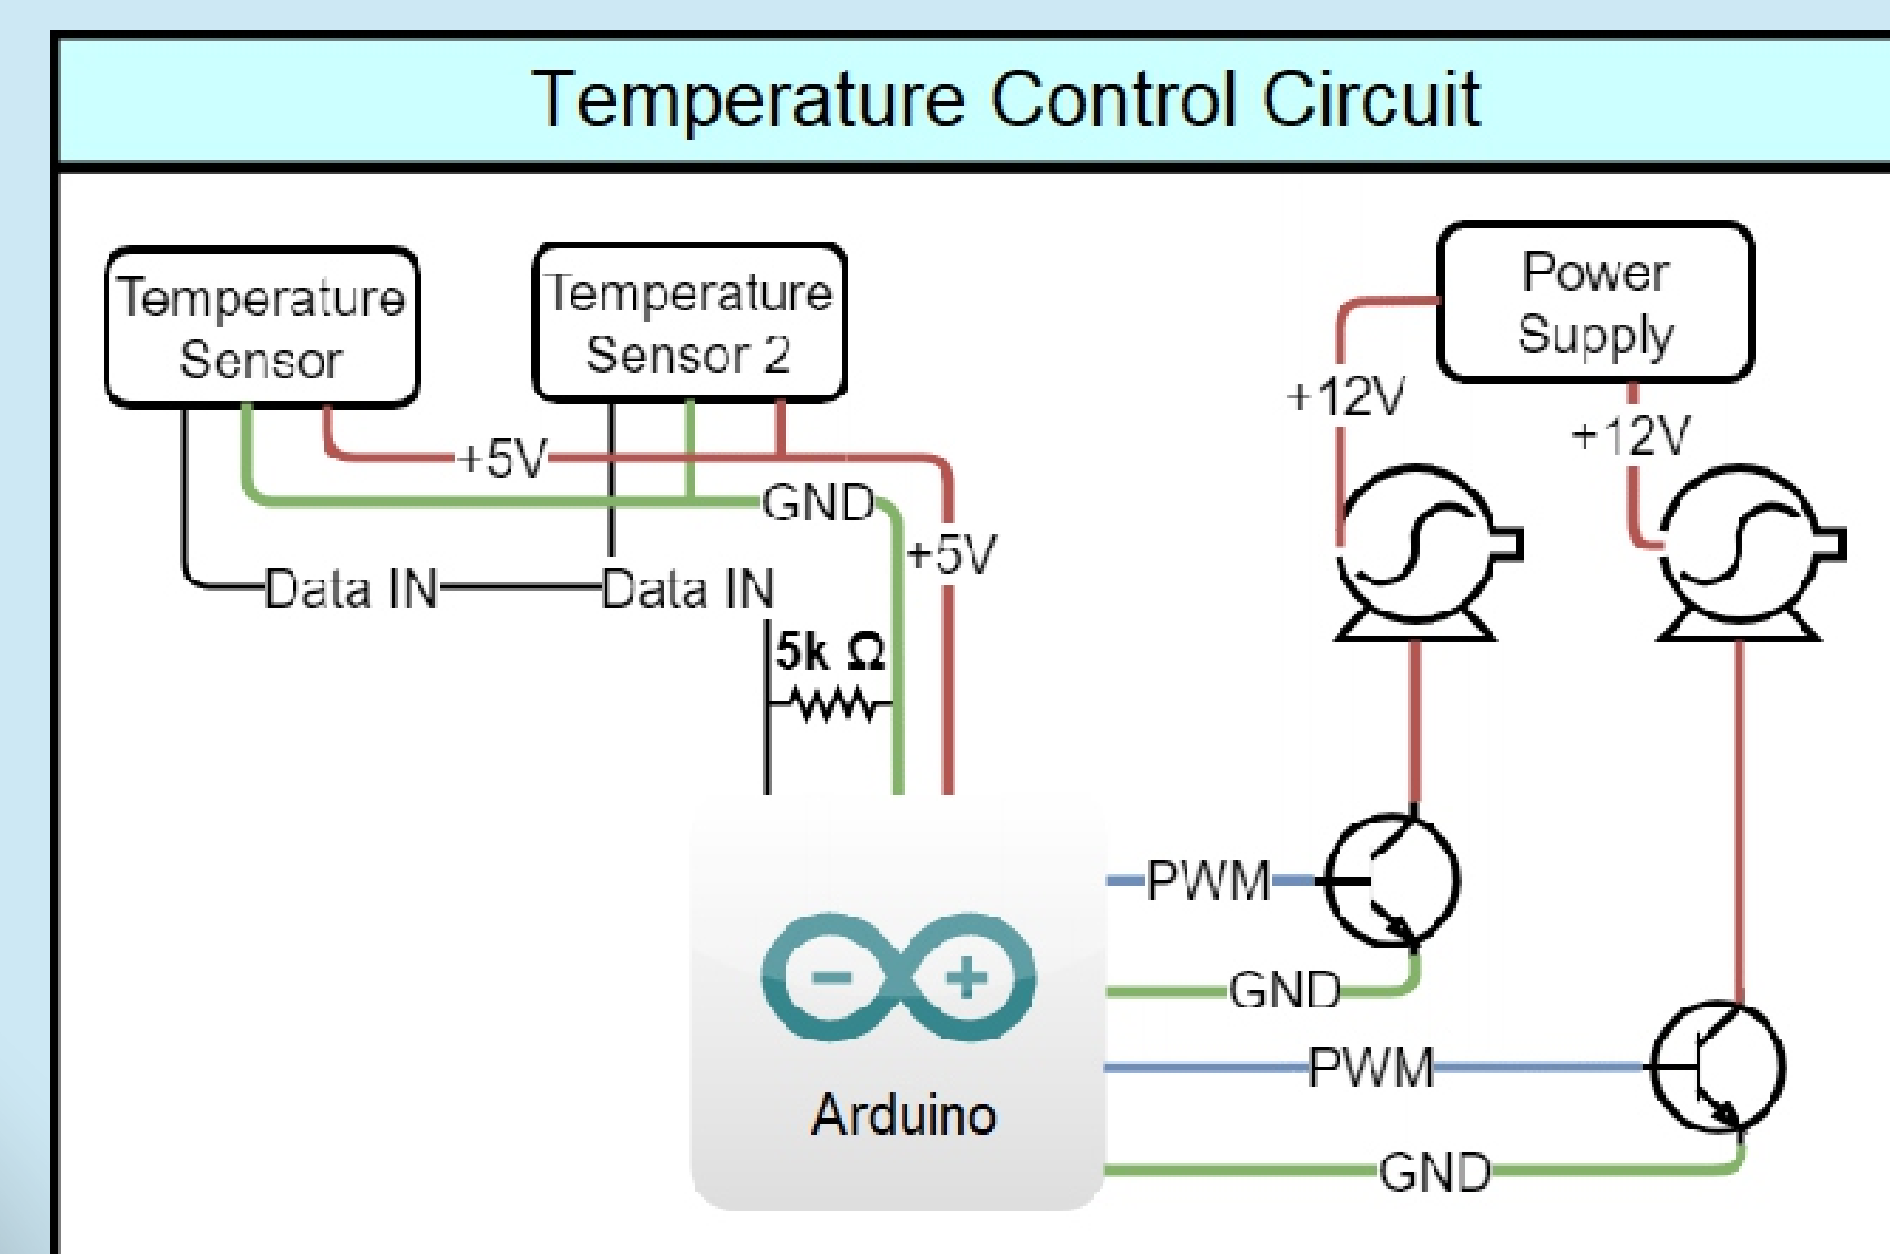 Temperature Control Circuit
Temperature
Sensor
Temperature
Sensor 2
Power
Supply
+12V
+12V
+5V
GND
+5V
Data IN
Data IN
5k Ω
PWM
GND
PWM
GND
Arduino